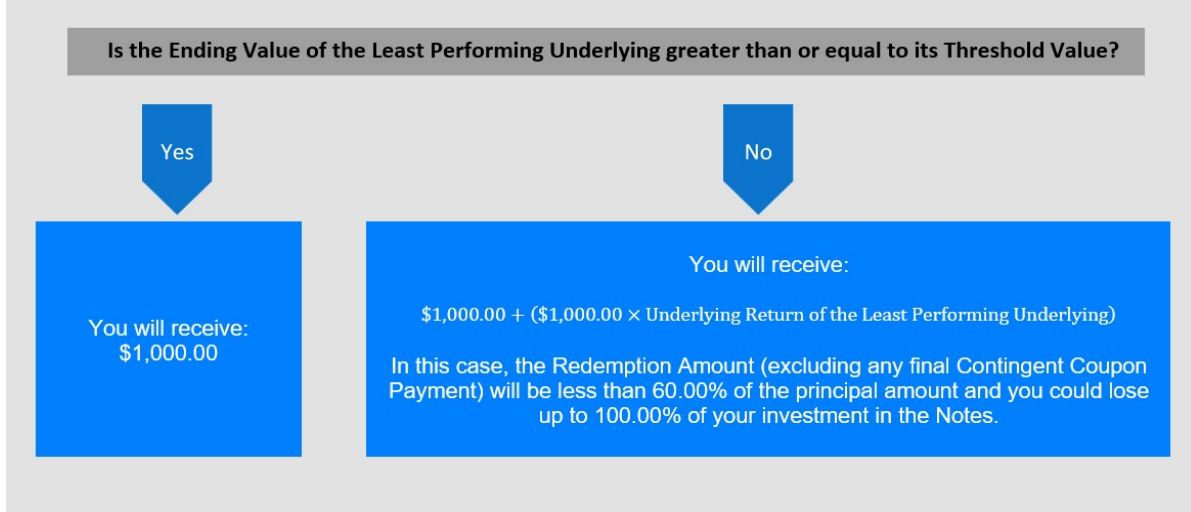 Is the Ending Value of the Least Performing Underlying greater than or equal to its Threshold Value?
Yes
No
You will receive:
$1,000.00
You will receive:
$1,000.00 + ($1,000.00 × Underlying Return of the Least Performing Underlying)
In this case, the Redemption Amount (excluding any final Contingent Coupon
Payment) will be less than 60.00% of the principal amount and you could lose
up to 100.00% of your investment in the Notes.